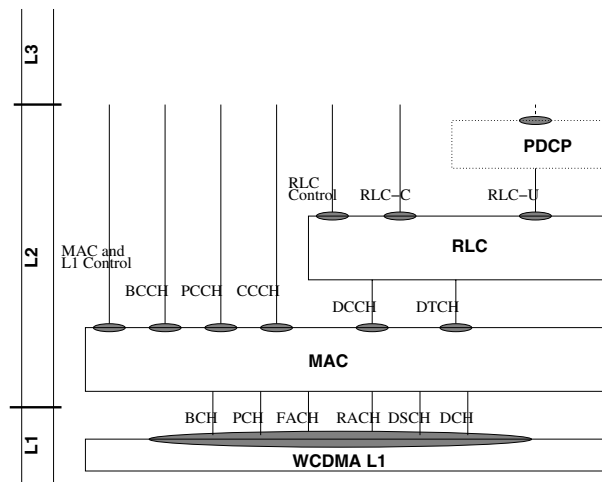 L3
PDCP
RLC
Control
RLC-C
RLC-U
L2
RLC
MAC and
L1 Control
BCCH
PCCH
CCCH
DCCH
DTCH
MAC
BCH
PCH
FACH
RACH
DSCH
DCH
L1
WCDMA L1